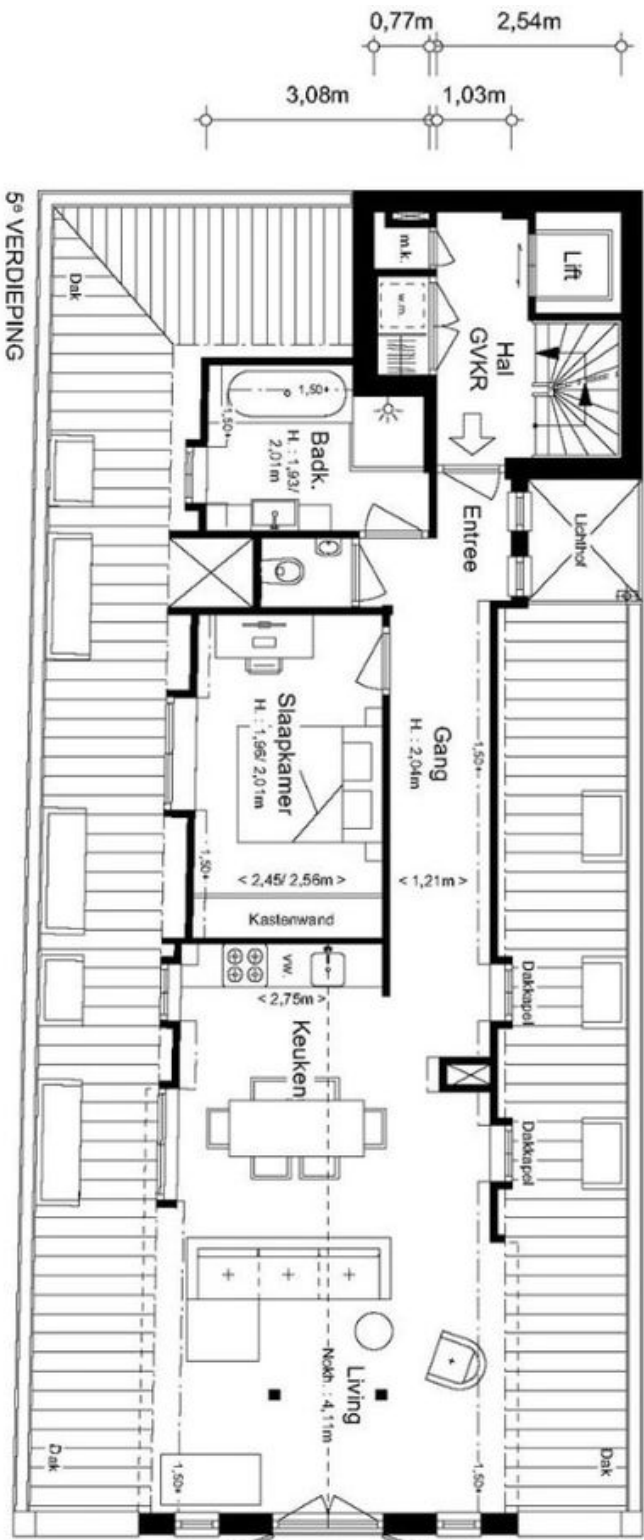 0,77m
2,54m
3,08m
1,03m
5e VERDIEPING
Dak
m.k.
Lift
w.m.
Hal
GVKR
1,50+
1,50+
Badk.
H. : 1,93/
2,01m
Entree
Lichthof
Slaapkamer
H. : 1,96/ 2,01m
1,50+
Gang
H. : 2,04m
1,50+
< 2,45/ 2,56m >
< 1,21m >
Kastenwand
vw.
< 2,75m >
Keuken
Dakkapel
Dakkapel
Living
Nokh. : 4,11m
1,50+
1,50+
Dak
Dak